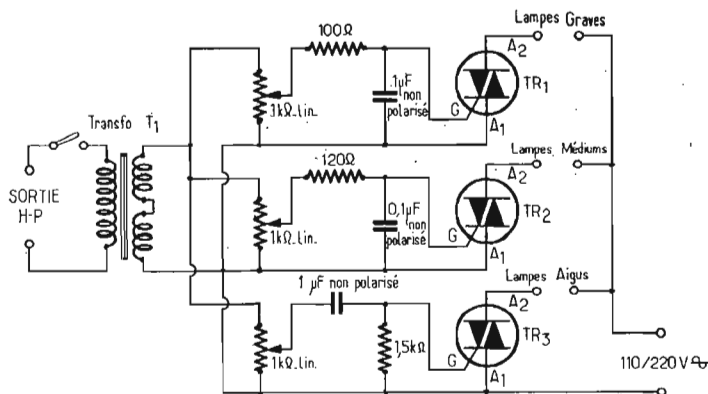 Lampes Graves
100Ω
A2
TR1
1µF
non
polarisé
G
A1
1kΩ.lin.
Transfo T1
SORTIE
H-P
Lampes Médiums
120Ω
A2
TR2
0,1µF
non
polarisé
G
A1
1kΩ.lin.
1 µF non polarisé
Lampes Aigus
A2
TR3
1,5kΩ
G
A1
1kΩ.lin.
110/220V